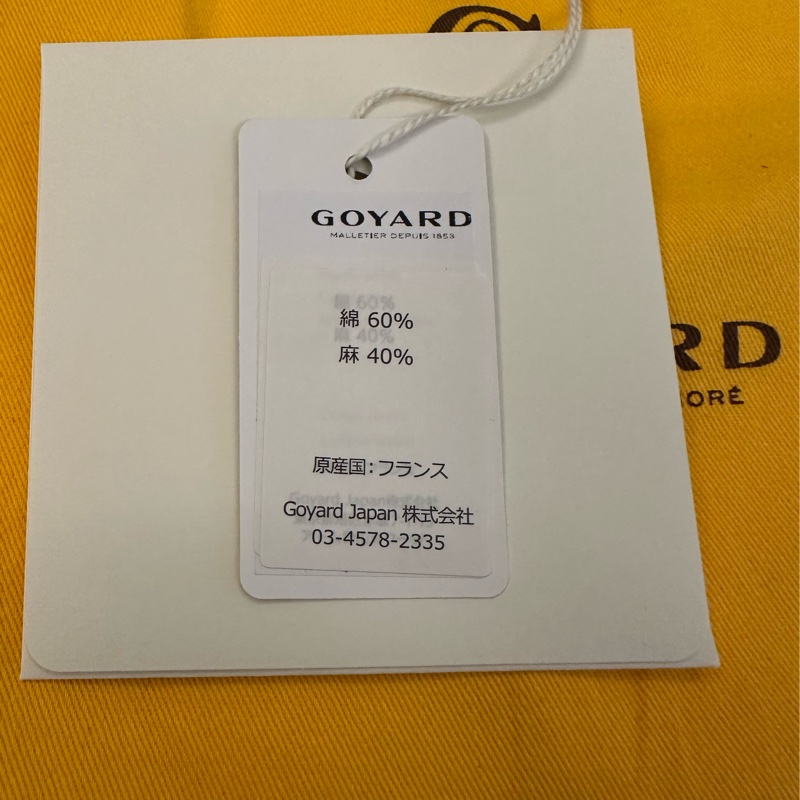 GOYARD
MALLETIER DEPUIS 1853
綿 60%
麻 40%
原産国：フランス
Goyard Japan 株式会社
03-4578-2335
RD
ORÉ